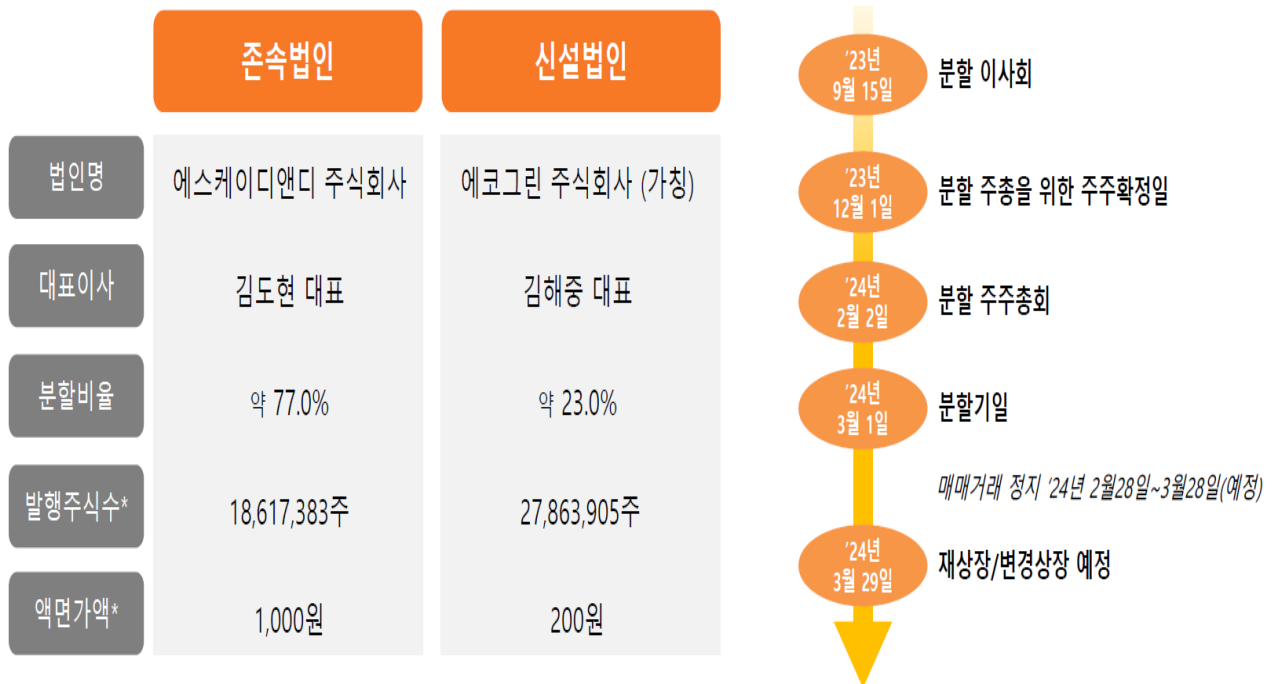 존속법인
신설법인
법인명
에스케이디앤디 주식회사
에코그린 주식회사 (가칭)
대표이사
김도현 대표
김해중 대표
분할비율
약 77.0%
약 23.0%
발행주식수*
18,617,383주
27,863,905주
액면가액*
1,000원
200원
'23년
9월 15일
분할 이사회
'23년
12월 1일
분할 주총을 위한 주주확정일
'24년
2월 2일
분할 주주총회
'24년
3월 1일
분할기일
매매거래 정지 '24년 2월28일~3월28일(예정)
'24년
3월 29일
재상장/변경상장 예정